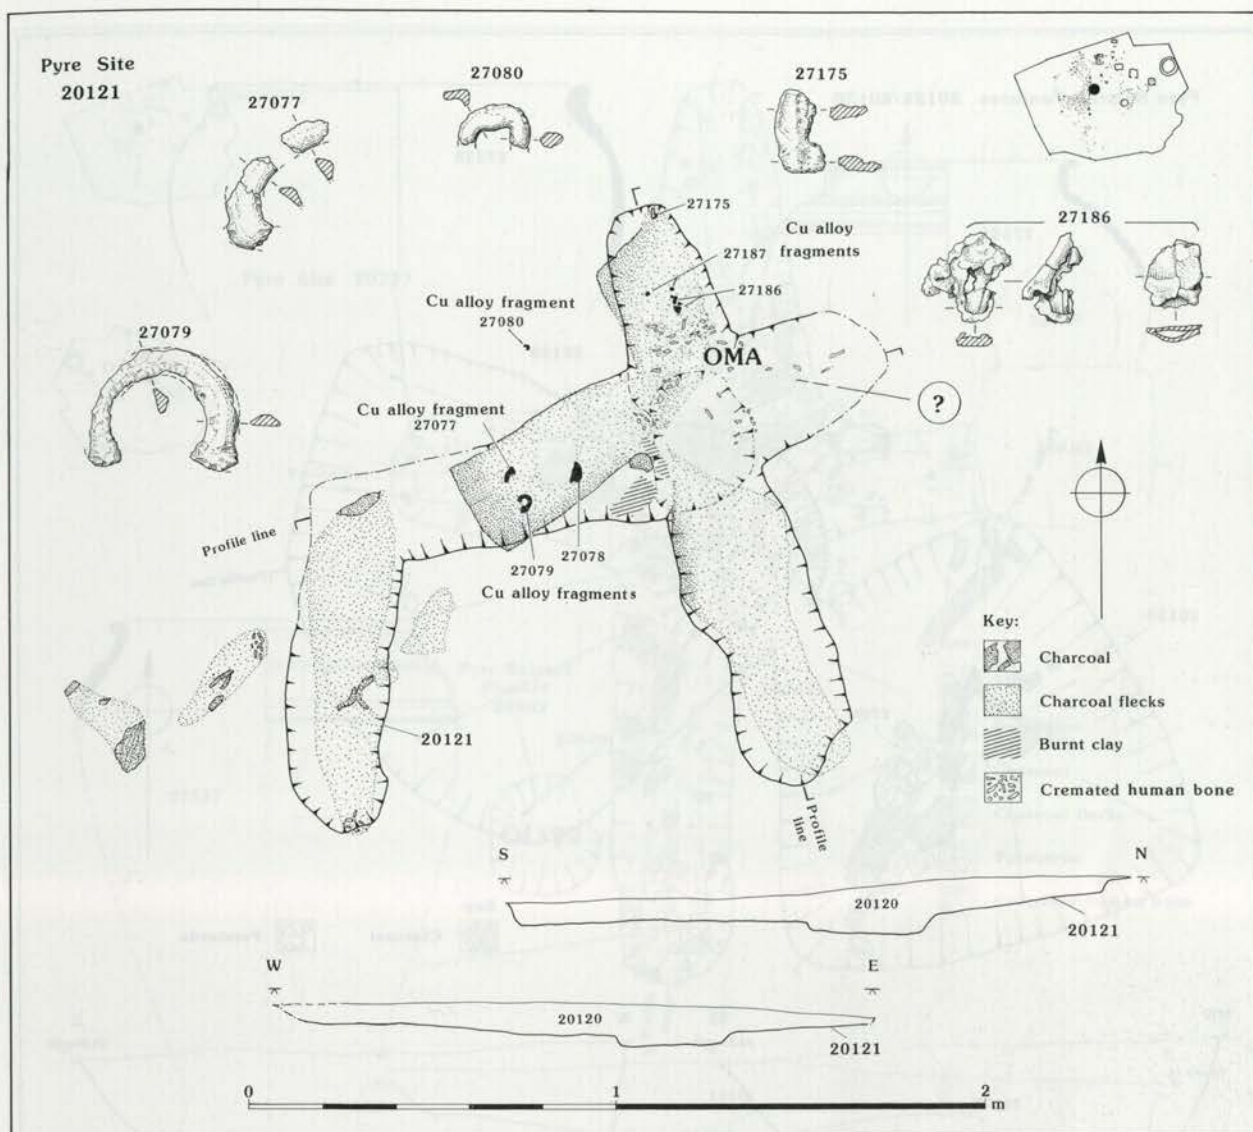 Pyre Site
20121
27077
27080
27175
27186
27079
27175
Cu alloy
fragments
27187
27186
Cu alloy fragment
27080
OMA
?
Cu alloy fragment
27077
Profile line
27078
27079
Cu alloy fragments
20121
Profile
line
Key:
Charcoal
Charcoal flecks
Burnt clay
Cremated human bone
S
N
20120
20121
W
E
20120
20121
0
1
2
m